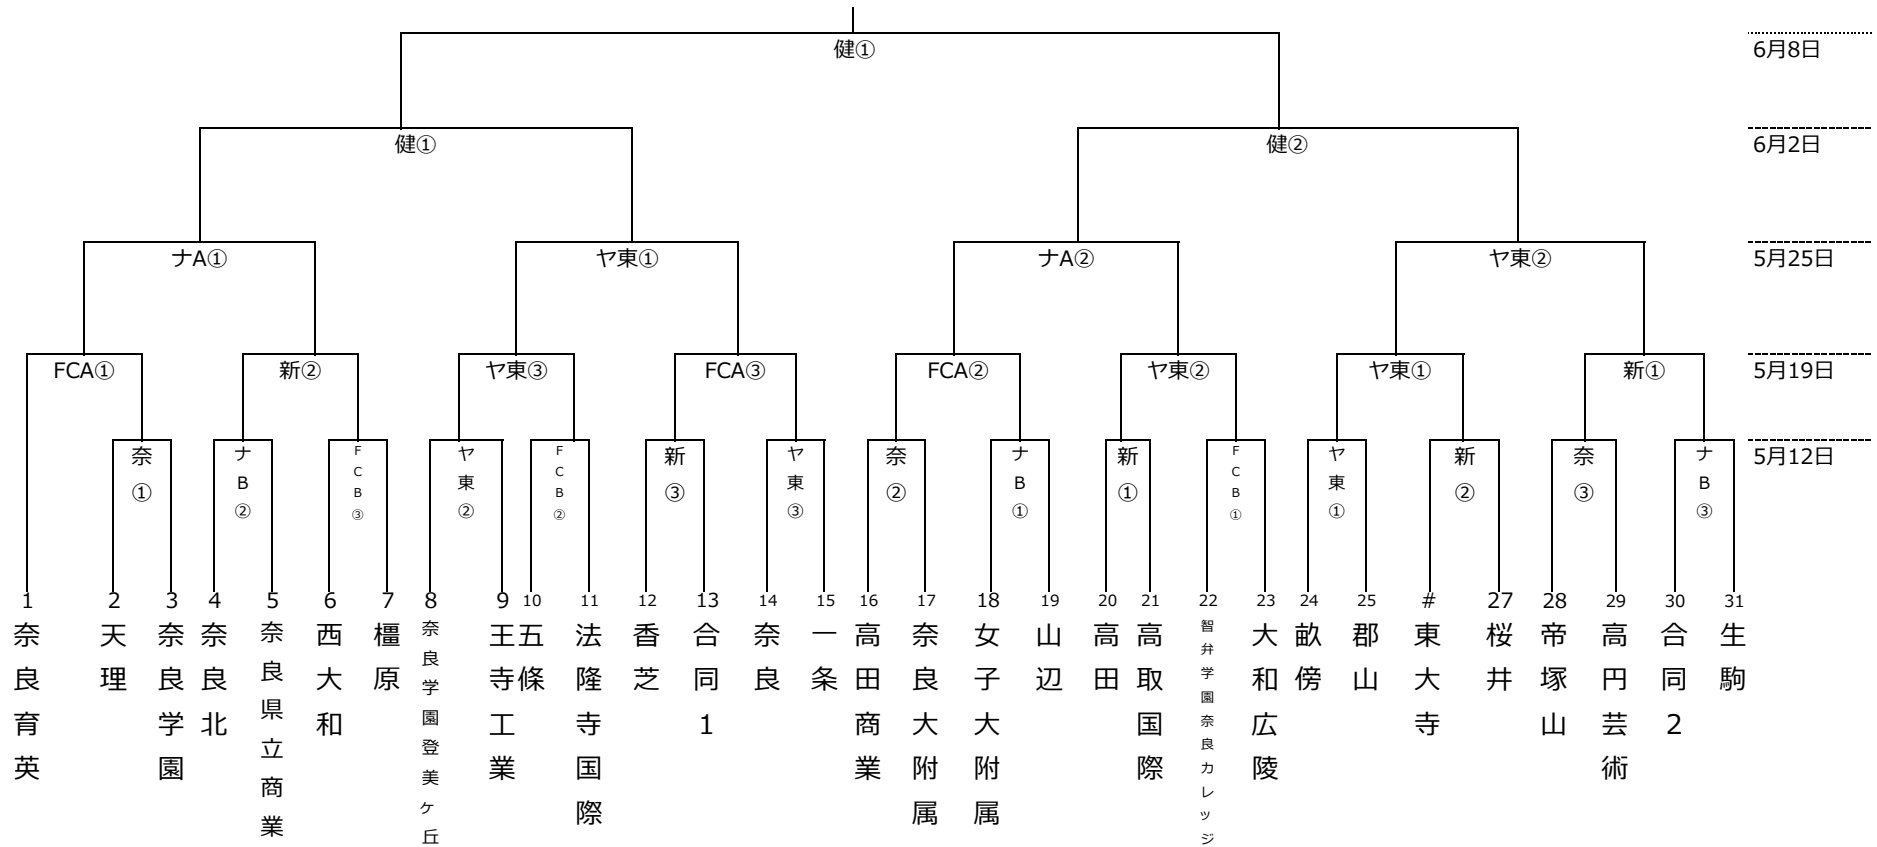 健①
6月8日
健①
健②
6月2日
ナA①
ヤ東①
ナA②
ヤ東②
5月25日
FCA①
新②
ヤ東③
FCA③
FCA②
ヤ東②
ヤ東①
新①
5月19日
奈①
ナB②
FCB③
ヤ東②
FCB②
新③
ヤ東③
奈②
ナB①
新①
FCB①
ヤ東①
新②
奈③
ナB③
5月12日
1
奈良育英
2
天理
3
奈良学園
4
奈良北
5
奈良県立商業
6
西大和
7
橿原
8
奈良学園登美ケ丘
9
王寺工業
10
五條
11
法隆寺国際
12
香芝
13
合同1
14
奈良
15
一条
16
高田商業
17
奈良大附属
18
女子大附属
19
山辺
20
高田
21
高取国際
22
智弁学園奈良カレッジ
23
大和広陵
24
畝傍
25
郡山
#
東大寺
27
桜井
28
帝塚山
29
高円芸術
30
合同2
31
生駒